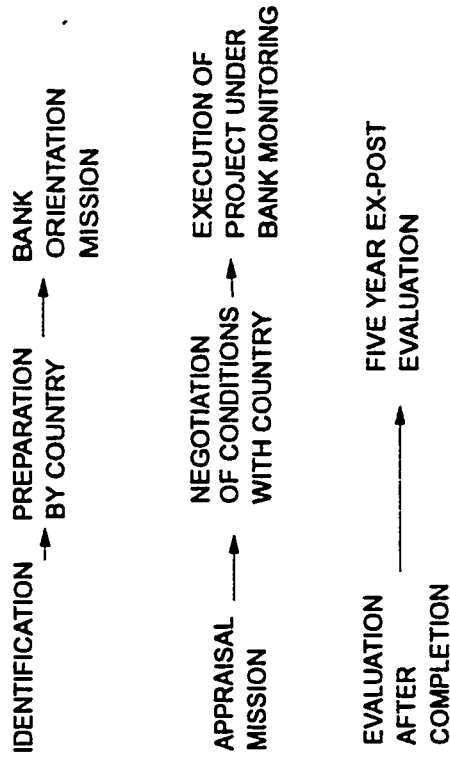 IDENTIFICATION
PREPARATION
BY COUNTRY
BANK
ORIENTATION
MISSION
APPRAISAL
MISSION
NEGOTIATION
OF CONDITIONS
WITH COUNTRY
EXECUTION OF
PROJECT UNDER
BANK MONITORING
EVALUATION
AFTER
COMPLETION
FIVE YEAR EX-POST
EVALUATION